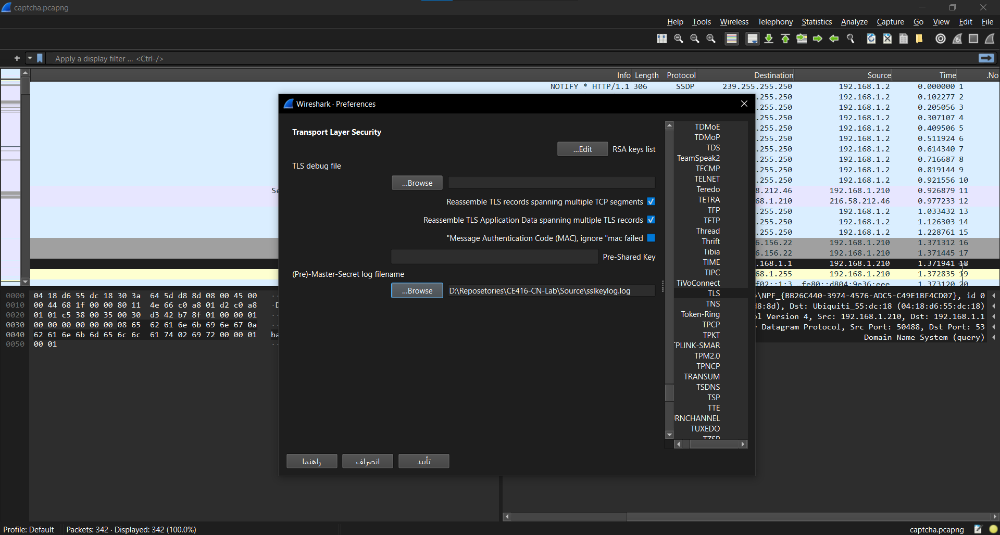 captcha.pcapng
Help Tools Wireless Telephony Statistics Analyze Capture Go View Edit File
Apply a display filter ... <Ctrl-/>
Info Length Protocol Destination Source Time .No
NOTIFY * HTTP/1.1 306 SSDP 239.255.255.250 192.168.1.2 0.000000 1
.255.250 192.168.1.2 0.102277 2
.255.250 192.168.1.2 0.205056 3
.255.250 192.168.1.2 0.307107 4
.255.250 192.168.1.2 0.409506 5
.255.250 192.168.1.2 0.511924 6
.255.250 192.168.1.2 0.614340 7
.255.250 192.168.1.2 0.716687 8
.255.250 192.168.1.2 0.819144 9
.255.250 192.168.1.2 0.921556 10
8.212.46 192.168.1.210 0.926879 11
68.1.210 216.58.212.46 0.977233 12
.255.250 192.168.1.2 1.033432 13
.255.250 192.168.1.2 1.126303 14
.255.250 192.168.1.2 1.228761 15
6.156.22 192.168.1.210 1.371312 16
6.156.22 192.168.1.210 1.371445 17
.168.1.1 192.168.1.210 1.371941 18
68.1.255 192.168.1.210 1.372835 19
f02::1:3 …fe80::d804:9e36:eee 1.373120 20
Wireshark · Preferences
Transport Layer Security
...Edit RSA keys list
TLS debug file
...Browse
Reassemble TLS records spanning multiple TCP segments
Reassemble TLS Application Data spanning multiple TLS records
"Message Authentication Code (MAC), ignore "mac failed
Pre-Shared Key
(Pre)-Master-Secret log filename
...Browse D:\Reposetories\CE416-CN-Lab\Source\sslkeylog.log
TDMoE
TDMoP
TDS
TeamSpeak2
TECMP
TELNET
Teredo
TETRA
TFP
TFTP
Thread
Thrift
Tibia
TIME
TIPC
TiVoConnect
TLS
TNS
Token-Ring
TPCP
TPKT
TPLINK-SMAR
TPM2.0
TPNCP
TRANSUM
TSDNS
TSP
TTE
URNCHANNEL
TUXEDO
TZSP
راهنما انصراف تأیید
0000 04 18 d6 55 dc 18 30 3a 64 5d d8 8d 08 00 45 00
0010 00 44 68 1f 00 00 80 11 4e 66 c0 a8 01 d2 c0 a8
0020 01 01 c5 38 00 35 00 30 d3 42 b7 8f 01 00 00 01
0030 00 00 00 00 00 00 08 65 62 61 6e 6b 69 6e 67 0a
0040 62 61 6e 6b 6d 65 6c 6c 61 74 02 69 72 00 00 01 ba
0050 00 01
e\NPF_{BB26C440-3974-4576-ADC5-C49E1BF4CD07}, id 0
d8:8d), Dst: Ubiquiti_55:dc:18 (04:18:d6:55:dc:18)
ol Version 4, Src: 192.168.1.210, Dst: 192.168.1.1
Datagram Protocol, Src Port: 50488, Dst Port: 53
Domain Name System (query)
Profile: Default Packets: 342 · Displayed: 342 (100.0%) captcha.pcapng